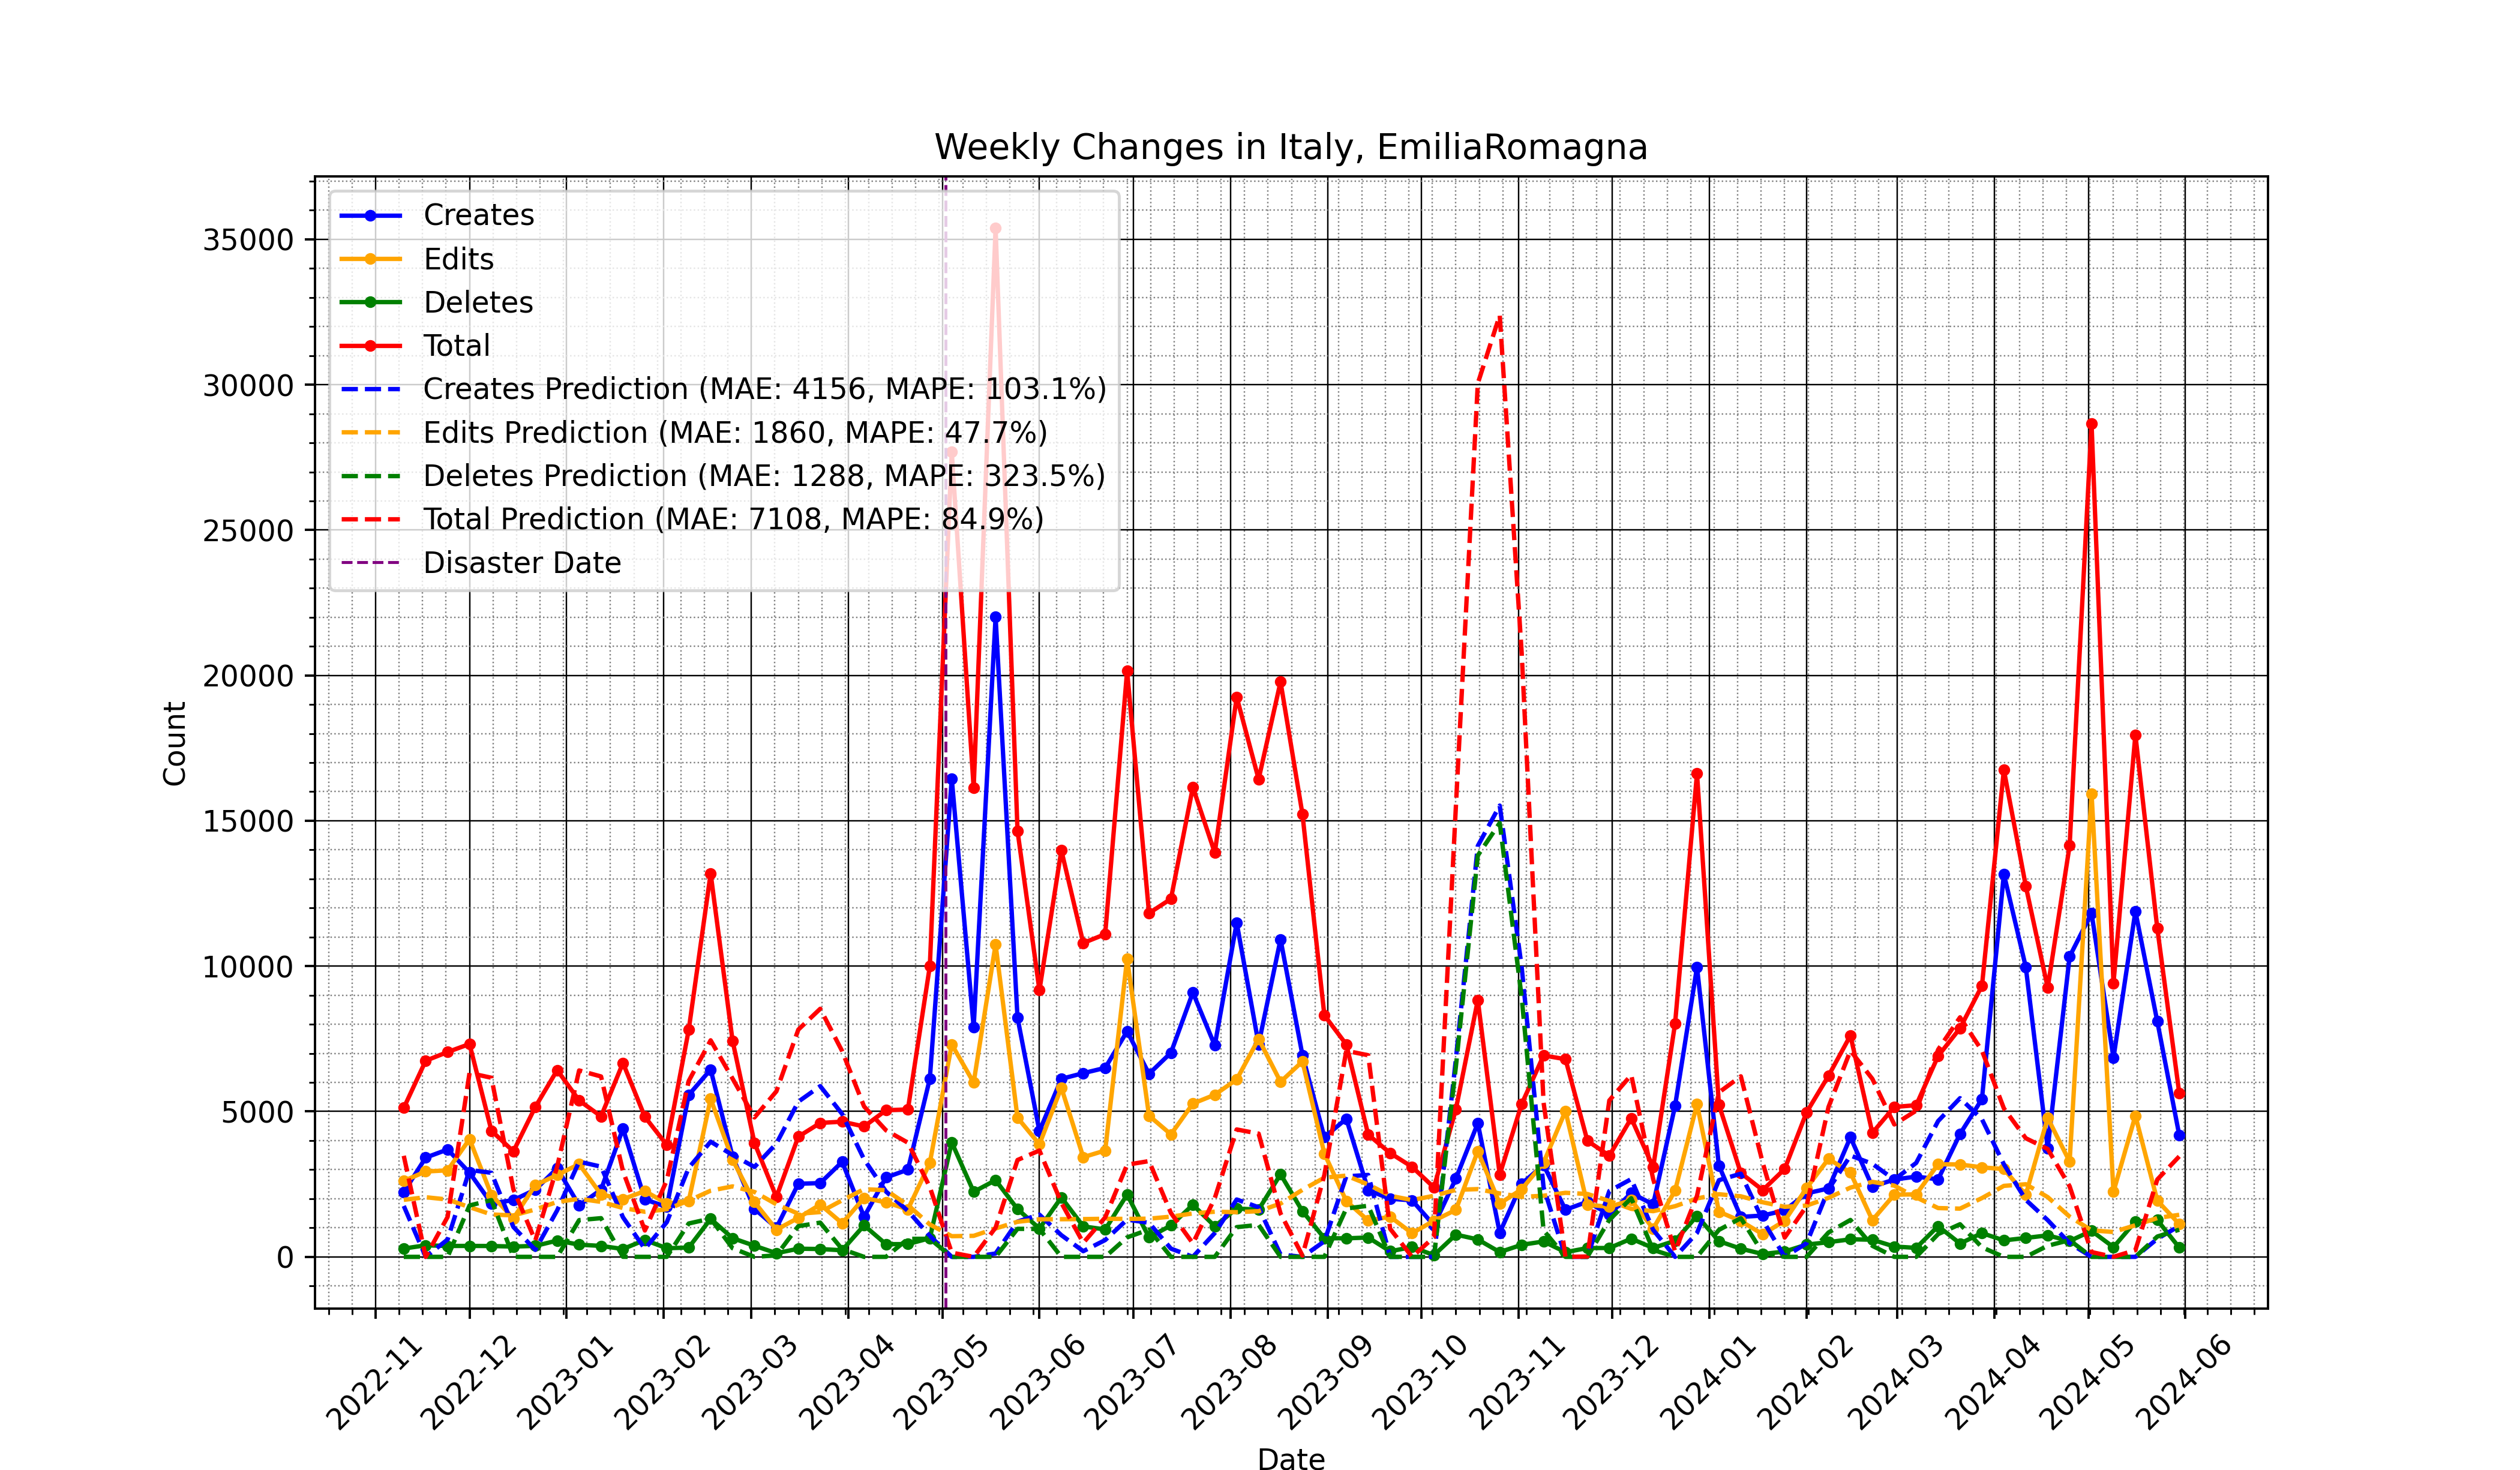 Weekly Changes in Italy, EmiliaRomagna
Creates
Edits
Deletes
Total
Creates Prediction (MAE: 4156, MAPE: 103.1%)
Edits Prediction (MAE: 1860, MAPE: 47.7%)
Deletes Prediction (MAE: 1288, MAPE: 323.5%)
Total Prediction (MAE: 7108, MAPE: 84.9%)
Disaster Date
Count
35000
30000
25000
20000
15000
10000
5000
0
2022-11
2022-12
2023-01
2023-02
2023-03
2023-04
2023-05
2023-06
2023-07
2023-08
2023-09
2023-10
2023-11
2023-12
2024-01
2024-02
2024-03
2024-04
2024-05
2024-06
Date